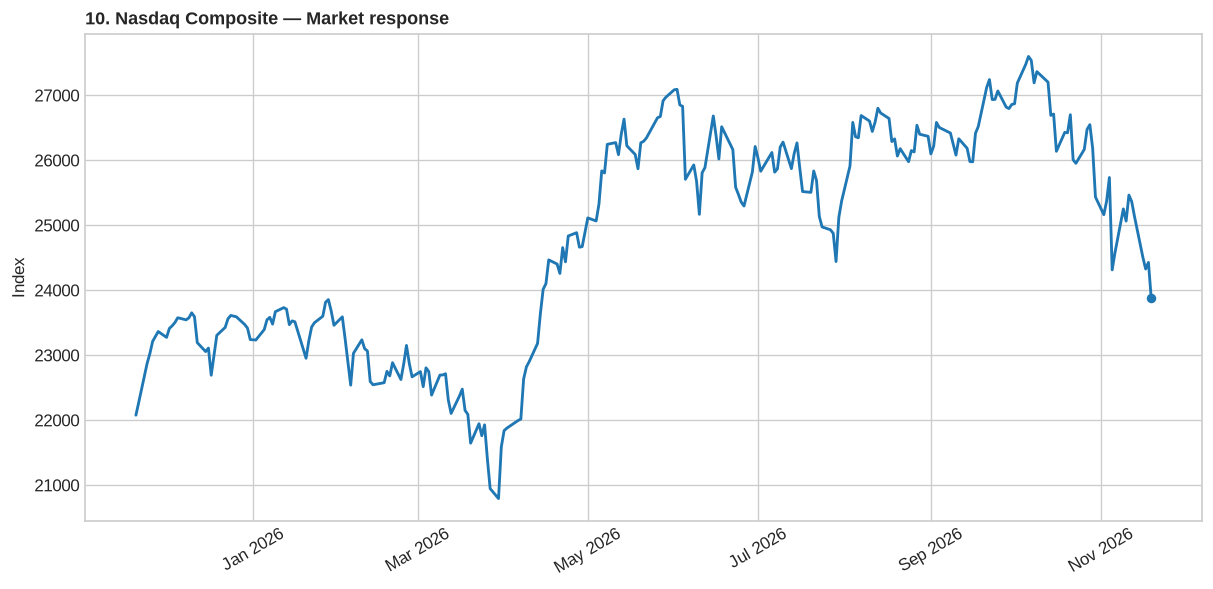 10. Nasdaq Composite — Market response
Index
27000
26000
25000
24000
23000
22000
21000
Jan 2026
Mar 2026
May 2026
Jul 2026
Sep 2026
Nov 2026